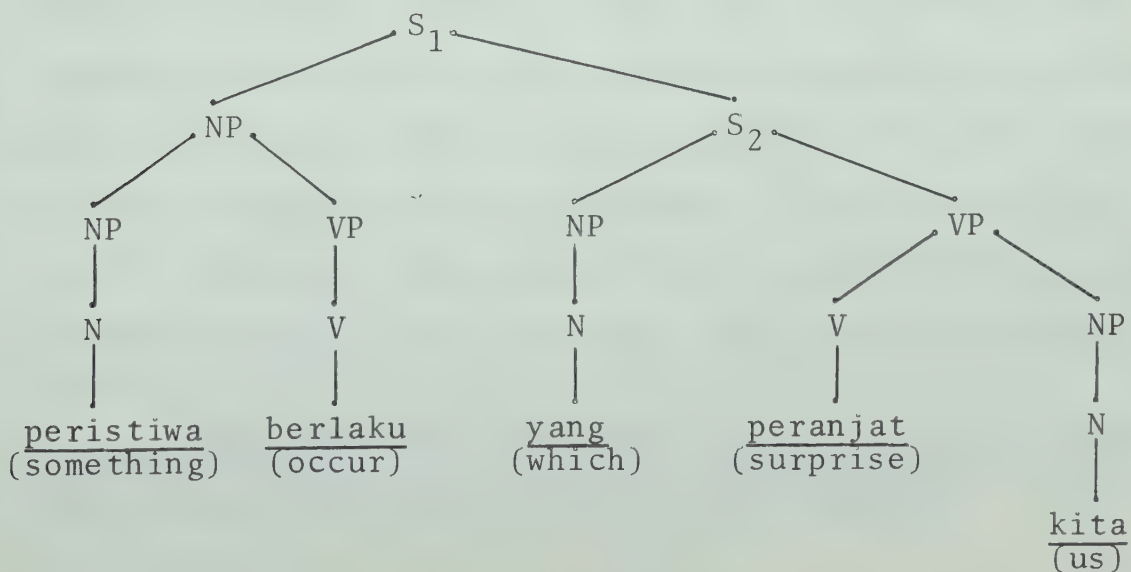 S1
NP S2
NP VP NP VP
N V N V NP
peristiwa berlaku yang peranjat N
(something) (occur) (which) (surprise)
kita
(us)